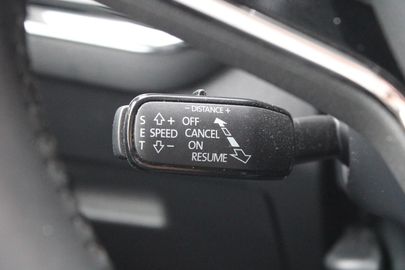 - DISTANCE +
S + OFF
E SPEED CANCEL
T - ON
RESUME